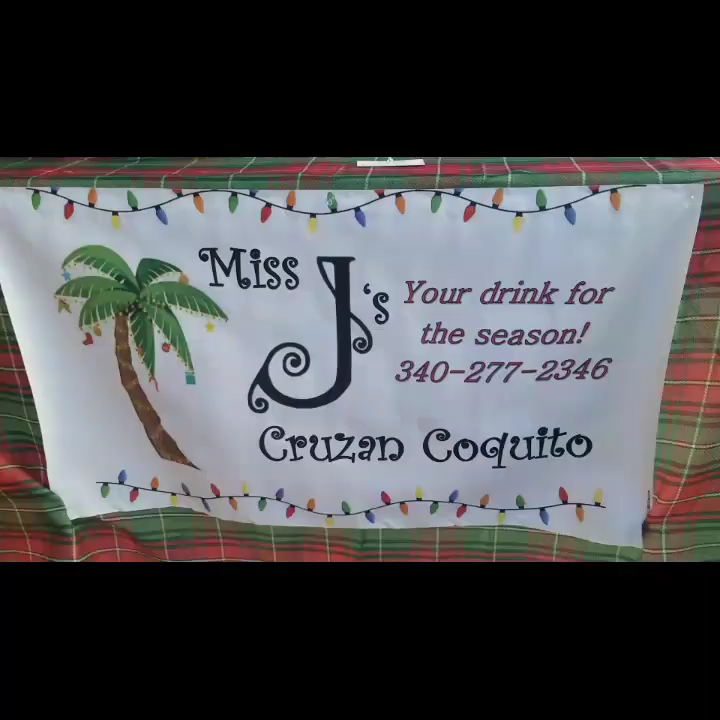 Miss J's
Your drink for
the season!
340-277-2346
Cruzan Coquito